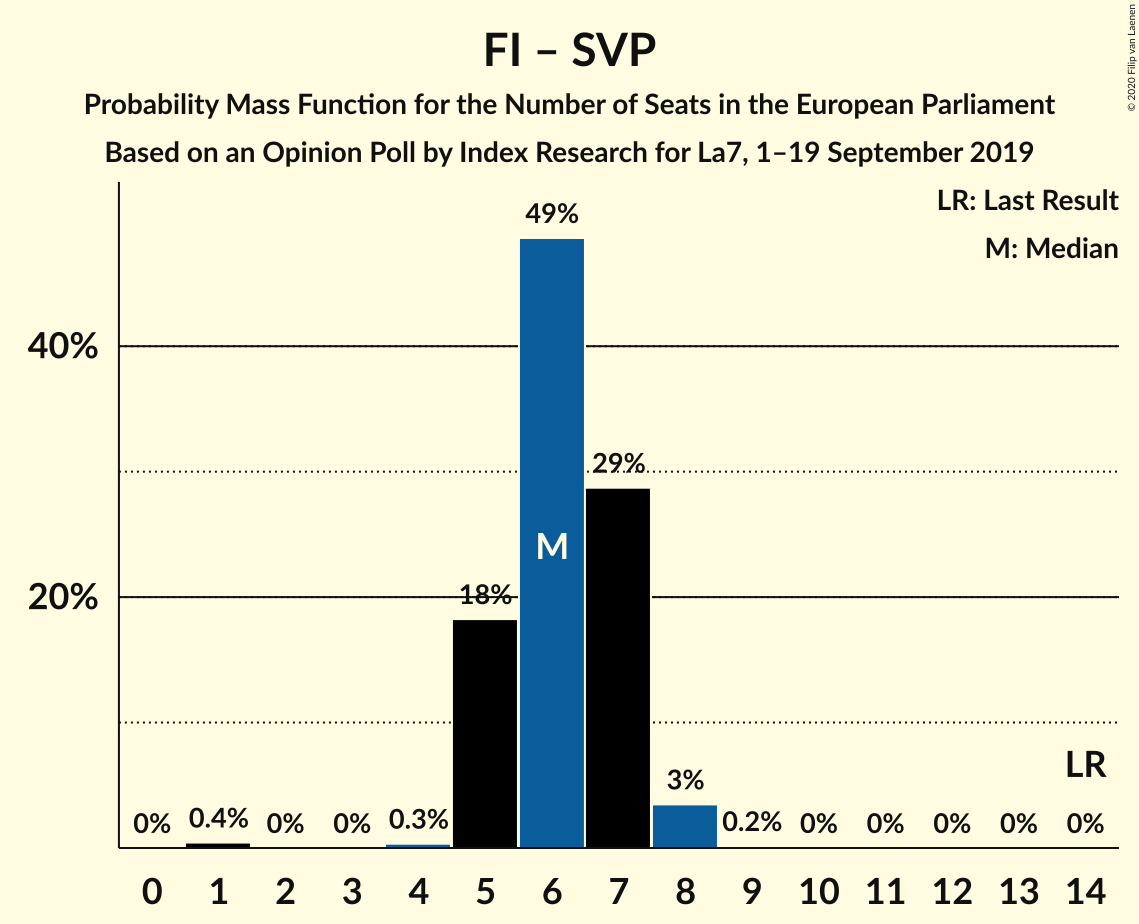 FI – SVP
Probability Mass Function for the Number of Seats in the European Parliament
Based on an Opinion Poll by Index Research for La7, 1–19 September 2019
© 2020 Filip van Laenen
LR: Last Result
M: Median
49%
40%
29%
M
20%
18%
LR
3%
0% 0.4% 0% 0% 0.3% 0.2% 0% 0% 0% 0% 0%
0 1 2 3 4 5 6 7 8 9 10 11 12 13 14